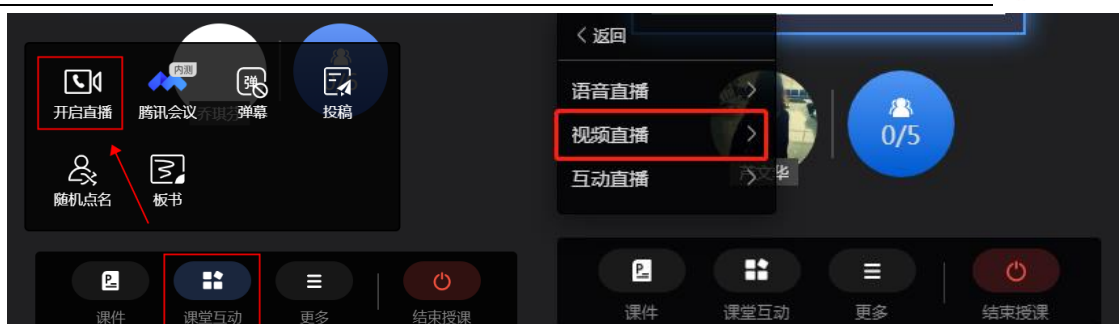 开启直播
腾讯会议
内测
弹幕
弹
投稿
随机点名
板书
课件
课堂互动
更多
结束授课
返回
语音直播
视频直播
互动直播
0/5
华
课件
课堂互动
更多
结束授课